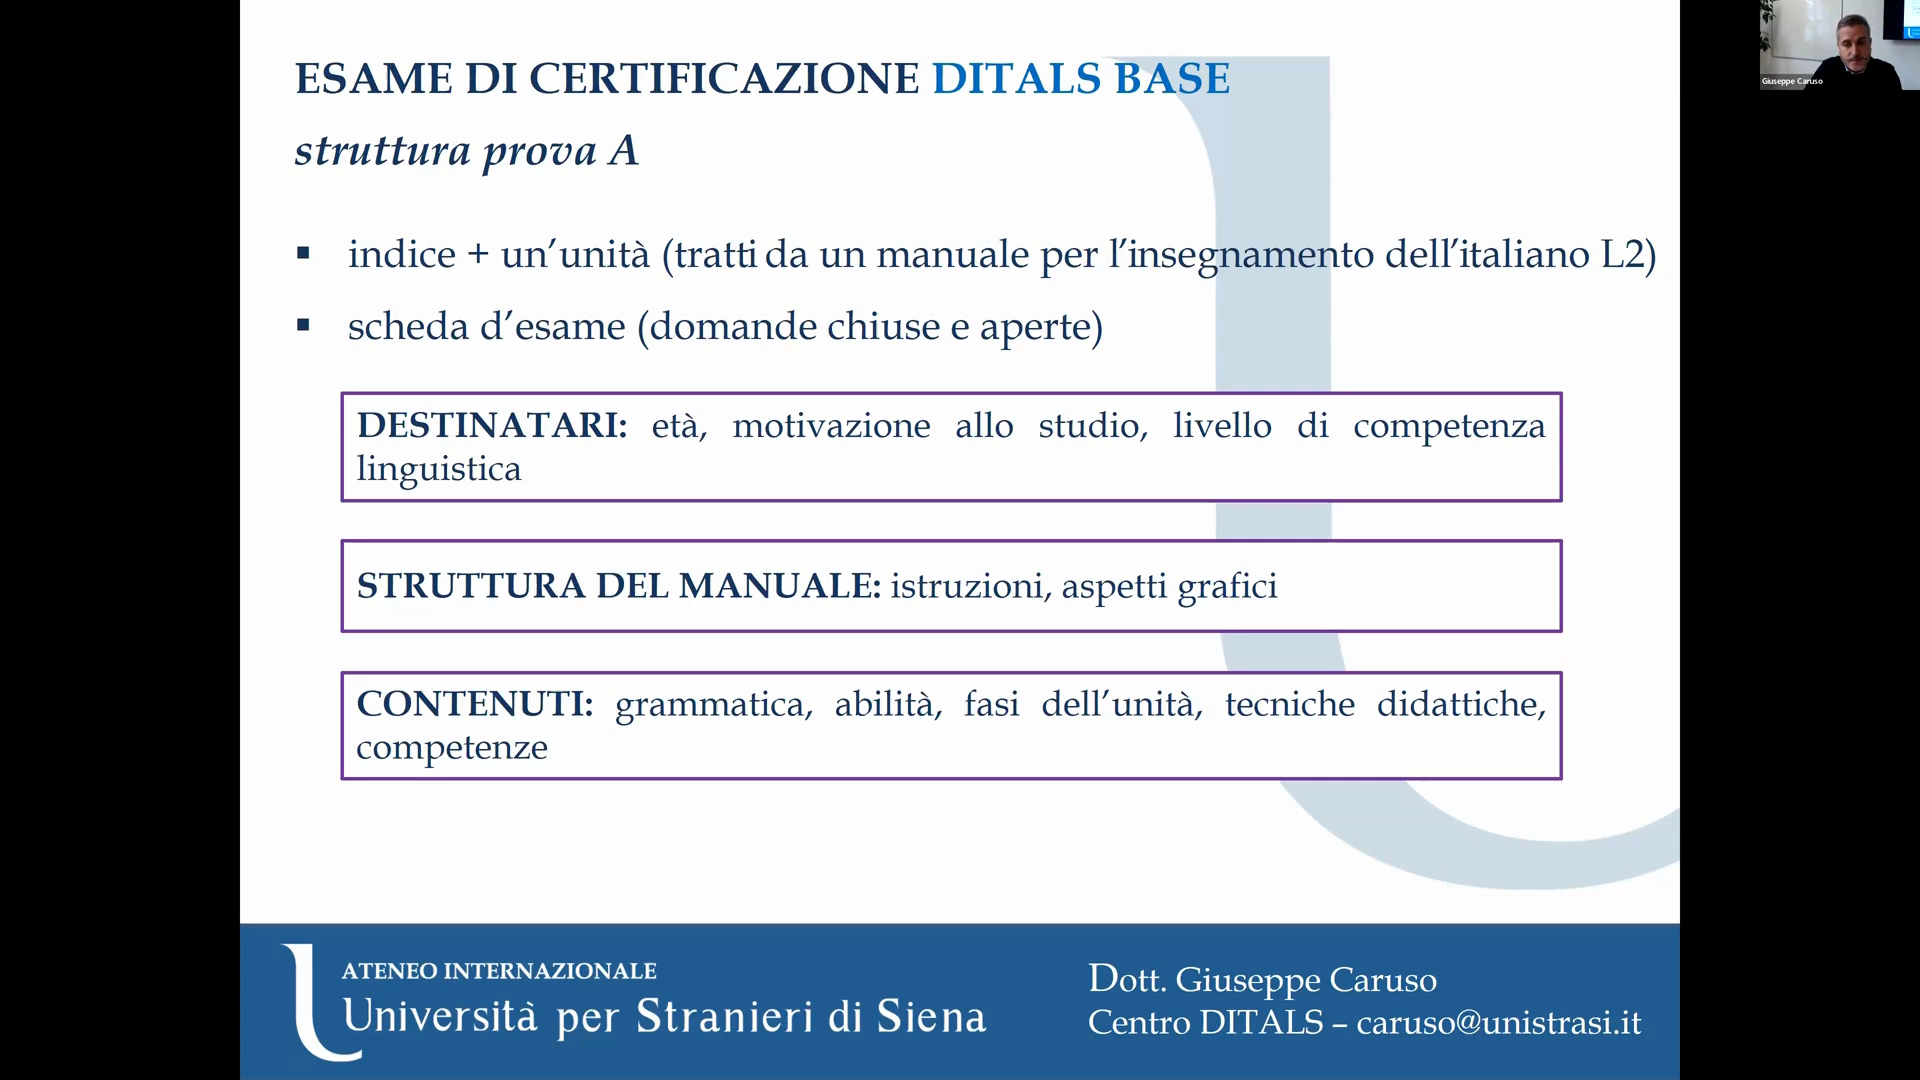 ESAME DI CERTIFICAZIONE DITALS BASE
struttura prova A
▪ indice + un’unità (tratti da un manuale per l’insegnamento dell’italiano L2)
▪ scheda d’esame (domande chiuse e aperte)
DESTINATARI: età, motivazione allo studio, livello di competenza
linguistica
STRUTTURA DEL MANUALE: istruzioni, aspetti grafici
CONTENUTI: grammatica, abilità, fasi dell’unità, tecniche didattiche,
competenze
ATENEO INTERNAZIONALE
Università per Stranieri di Siena
Dott. Giuseppe Caruso
Centro DITALS – caruso@unistrasi.it
Giuseppe Caruso